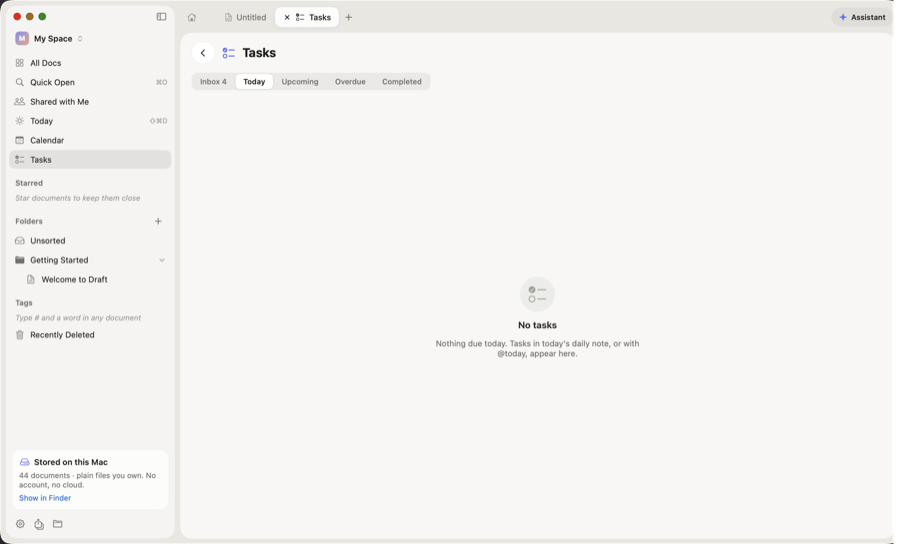 Untitled
Tasks
Assistant
M
My Space
All Docs
Quick Open ⌘O
Shared with Me
Today ⇧⌘D
Calendar
Tasks
Starred
Star documents to keep them close
Folders
Unsorted
Getting Started
Welcome to Draft
Tags
Type # and a word in any document
Recently Deleted
Stored on this Mac
44 documents · plain files you own. No
account, no cloud.
Show in Finder
Tasks
Inbox 4 Today Upcoming Overdue Completed
No tasks
Nothing due today. Tasks in today's daily note, or with
@today, appear here.